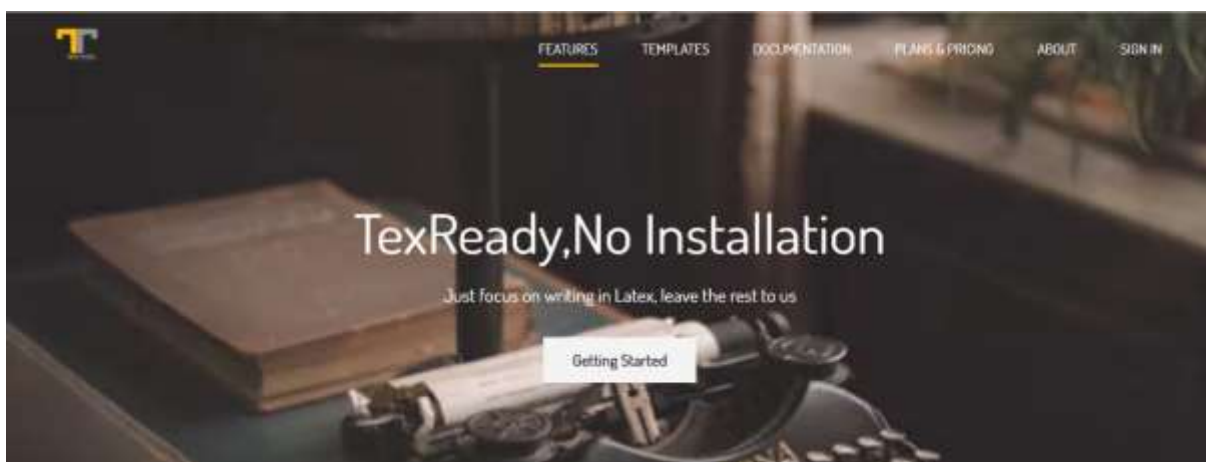 FEATURES TEMPLATES DOCUMENTATION PLANS & PRICING ABOUT SIGN IN
TexReady,No Installation
Just focus on writing in Latex, leave the rest to us
Getting Started